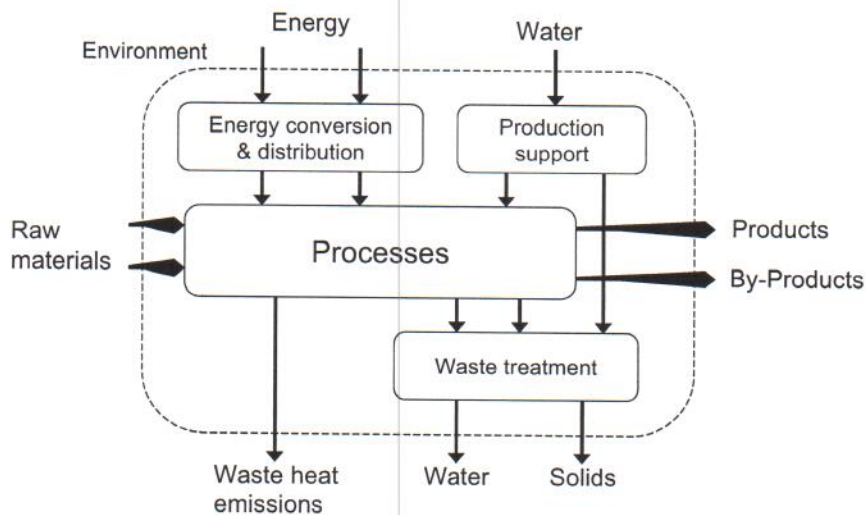 Energy
Water
Environment
Energy conversion
& distribution
Production
support
Raw
materials
Processes
Products
By-Products
Waste treatment
Waste heat
emissions
Water
Solids